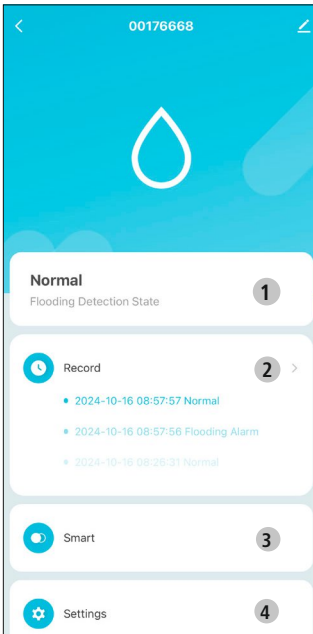 00176668
Normal
Flooding Detection State
1
Record
2
2024-10-16 08:57:57 Normal
2024-10-16 08:57:56 Flooding Alarm
2024-10-16 08:26:31 Normal
Smart
3
Settings
4